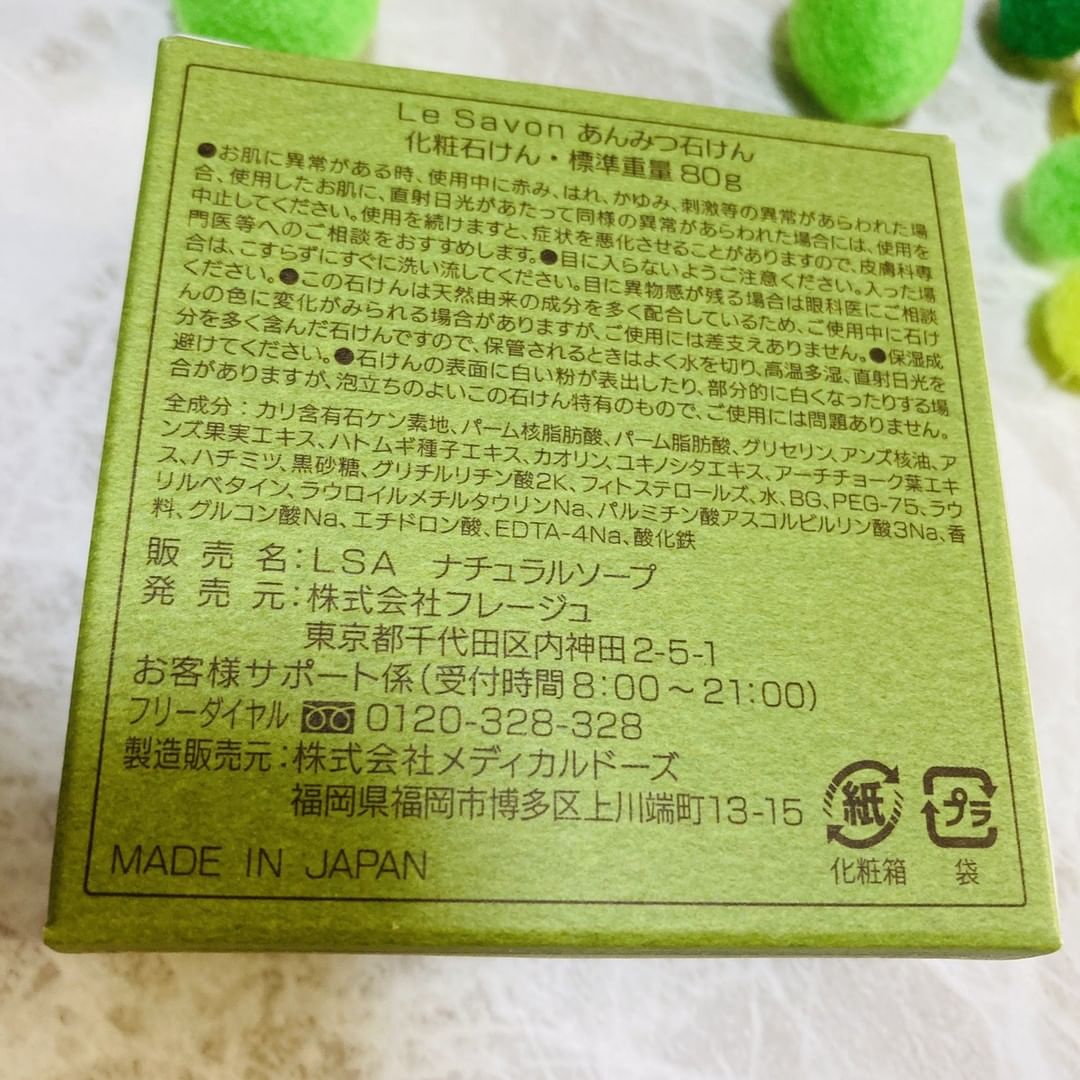 Le Savon あんみつ石けん
化粧石けん・標準重量 80g
●お肌に異常がある時、使用中に赤み、はれ、かゆみ、刺激等の異常があらわれた場
合、使用したお肌に、直射日光があたって同様の異常があらわれた場合には、使用を
中止してください。使用を続けますと、症状を悪化させることがありますので、皮膚科専
門医等へのご相談をおすすめします。●目に入らないようご注意ください。入った場
合は、こすらずにすぐに洗い流してください。目に異物感が残る場合は眼科医にご相談
ください。●この石けんは天然由来の成分を多く配合しているため、ご使用中に石け
んの色に変化がみられる場合がありますが、ご使用には差支えありません。●保湿成
分を多く含んだ石けんですので、保管されるときはよく水を切り、高温多湿、直射日光を
避けてください。●石けんの表面に白い粉が表出したり、部分的に白くなったりする場
合がありますが、泡立ちのよいこの石けん特有のもので、ご使用には問題ありません。
全成分：カリ含有石ケン素地、パーム核脂肪酸、パーム脂肪酸、グリセリン、アンズ核油、ア
ンズ果実エキス、ハトムギ種子エキス、カオリン、ユキノシタエキス、アーチチョーク葉エキ
ス、ハチミツ、黒砂糖、グリチルリチン酸2K、フィトステロールズ、水、BG、PEG-75、ラウ
リルベタイン、ラウロイルメチルタウリンNa、パルミチン酸アスコルビルリン酸3Na、香
料、グルコン酸Na、エチドロン酸、EDTA-4Na、酸化鉄
販売名：LSA ナチュラルソープ
発売元：株式会社フレージュ
東京都千代田区内神田2-5-1
お客様サポート係（受付時間8:00～21:00）
フリーダイヤル 0120-328-328
製造販売元：株式会社メディカルドーズ
福岡県福岡市博多区上川端町13-15
MADE IN JAPAN
紙
化粧箱
プラ
袋